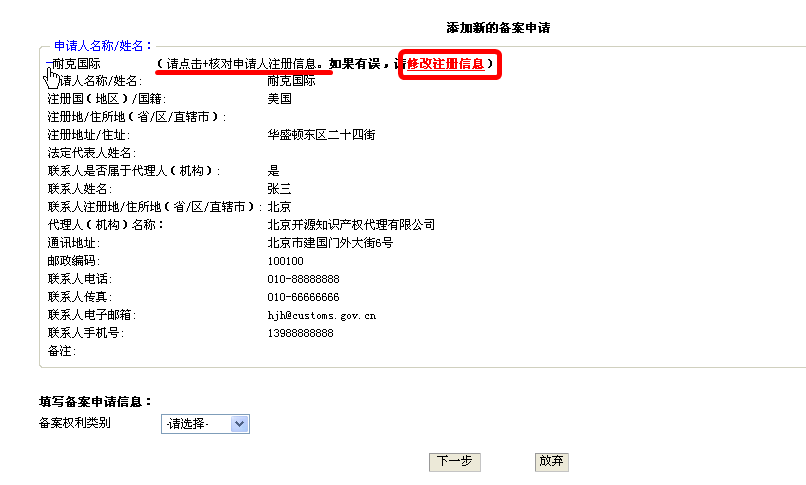 添加新的备案申请
申请人名称/姓名：
耐克国际 （请点击+核对申请人注册信息。如果有误，请修改注册信息）
请人名称/姓名: 耐克国际
注册国（地区）/国籍: 美国
注册地/住所地（省/区/直辖市）:
注册地址/住址: 华盛顿东区二十四街
法定代表人姓名:
联系人是否属于代理人（机构）: 是
联系人姓名: 张三
联系人注册地/住所地（省/区/直辖市）: 北京
代理人（机构）名称： 北京开源知识产权代理有限公司
通讯地址: 北京市建国门外大街6号
邮政编码: 100100
联系人电话: 010-88888888
联系人传真: 010-66666666
联系人电子邮箱: hjh@customs.gov.cn
联系人手机号: 13988888888
备注:
填写备案申请信息：
备案权利类别 -请选择-
下一步 放弃